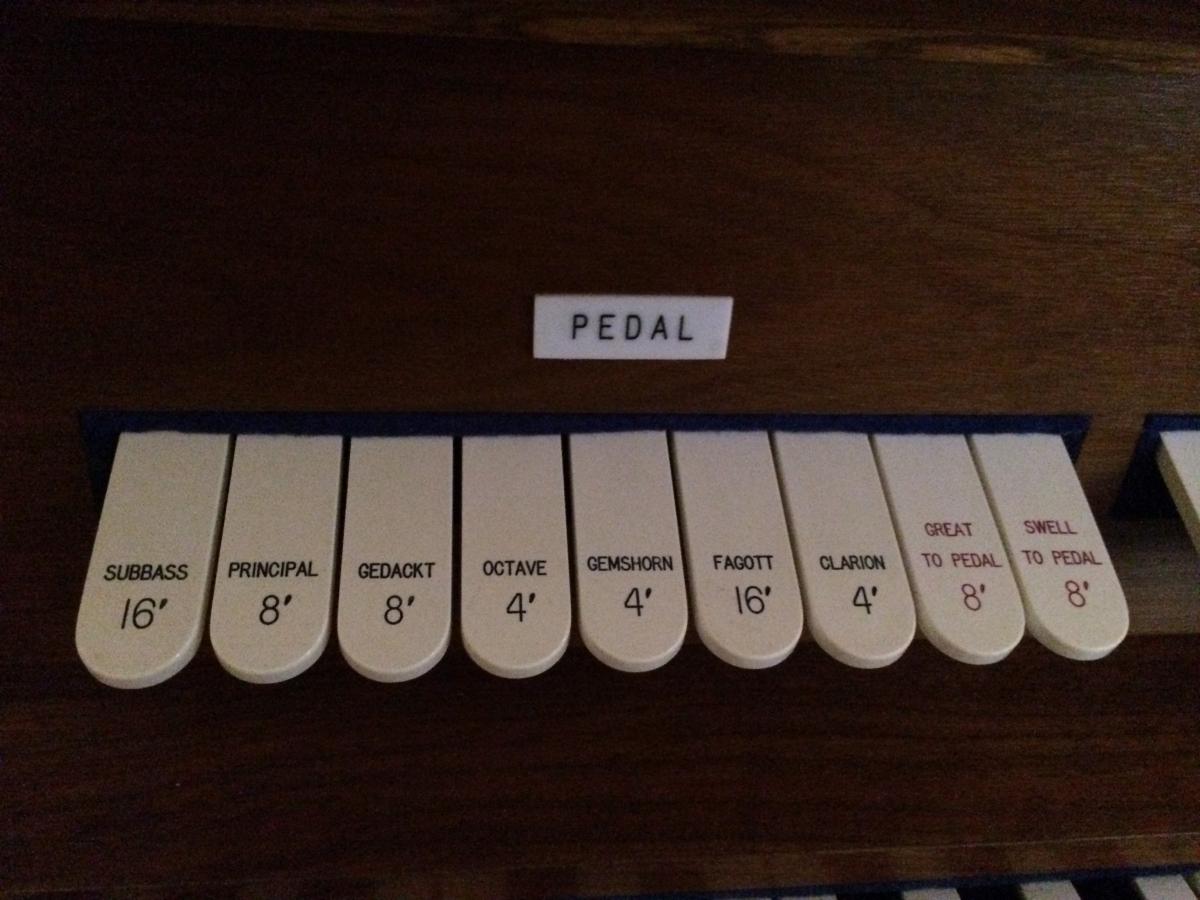 PEDAL
SUBBASS
16'
PRINCIPAL
8'
GEDACKT
8'
OCTAVE
4'
GEMSHORN
4'
FAGOTT
16'
CLARION
4'
GREAT
TO PEDAL
8'
SWELL
TO PEDAL
8'